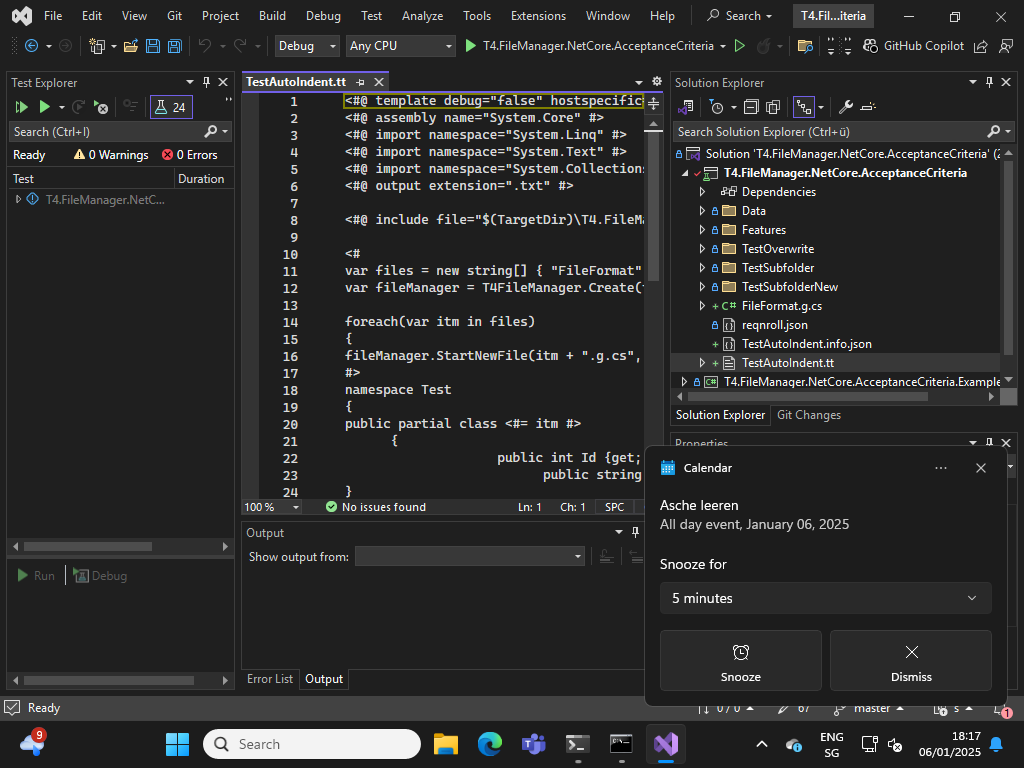 File Edit View Git Project Build Debug Test Analyze Tools Extensions Window Help Search T4.Fil...iteria
Debug Any CPU T4.FileManager.NetCore.AcceptanceCriteria GitHub Copilot
Test Explorer
24
Search (Ctrl+I)
Ready 0 Warnings 0 Errors
Test Duration
T4.FileManager.NetC...
Run Debug
TestAutoIndent.tt
1 <#@ template debug="false" hostspecific
2 <#@ assembly name="System.Core" #>
3 <#@ import namespace="System.Linq" #>
4 <#@ import namespace="System.Text" #>
5 <#@ import namespace="System.Collections
6 <#@ output extension=".txt" #>
7
8 <#@ include file="$(TargetDir)\T4.FileMa
9
10 <#
11 var files = new string[] { "FileFormat"
12 var fileManager = T4FileManager.Create(
13
14 foreach(var itm in files)
15 {
16 fileManager.StartNewFile(itm + ".g.cs",
17 #>
18 namespace Test
19 {
20 public partial class <#= itm #>
21 {
22 public int Id {get;
23 public string
24 }
100 % No issues found Ln: 1 Ch: 1 SPC
Output
Show output from:
Error List Output
Solution Explorer
Search Solution Explorer (Ctrl+ü)
Solution 'T4.FileManager.NetCore.AcceptanceCriteria' (2
T4.FileManager.NetCore.AcceptanceCriteria
Dependencies
Data
Features
TestOverwrite
TestSubfolder
TestSubfolderNew
C# FileFormat.g.cs
reqnroll.json
TestAutoIndent.info.json
TestAutoIndent.tt
C# T4.FileManager.NetCore.AcceptanceCriteria.Example
Solution Explorer Git Changes
Properties
Calendar
Asche leeren
All day event, January 06, 2025
Snooze for
5 minutes
Snooze Dismiss
Ready 0 / 0 67 master s 1
9 Search ENG SG 18:17 06/01/2025